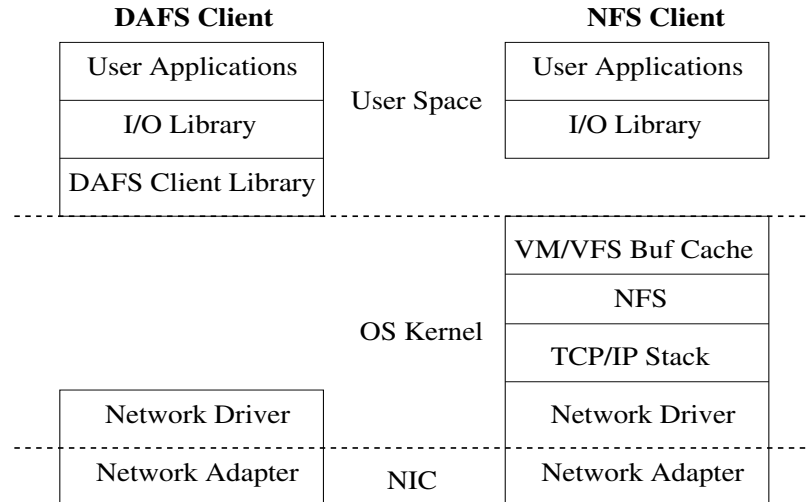 DAFS Client
NFS Client
User Applications
User Space
User Applications
I/O Library
I/O Library
DAFS Client Library
VM/VFS Buf Cache
NFS
OS Kernel
TCP/IP Stack
Network Driver
Network Driver
Network Adapter
NIC
Network Adapter